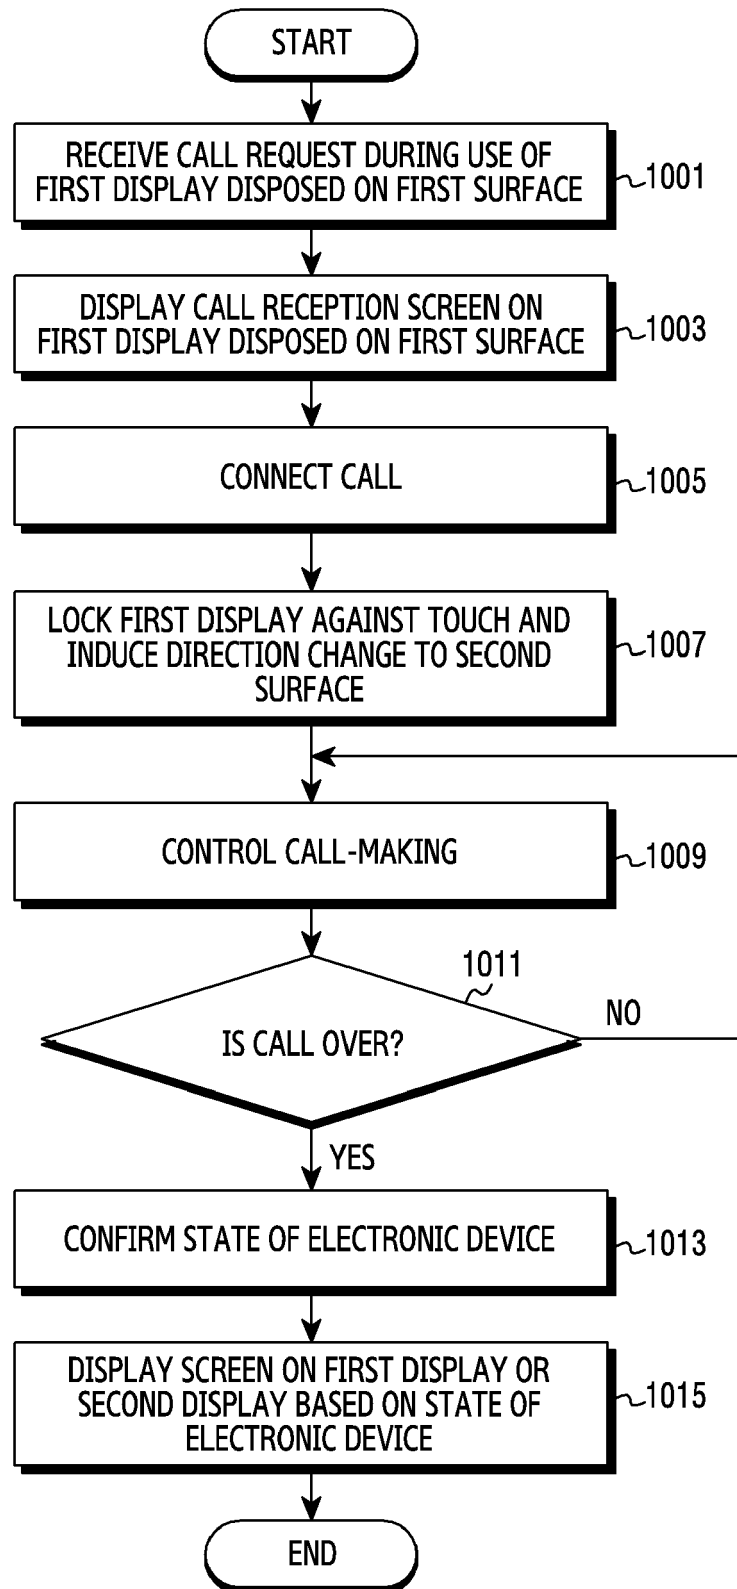 START
RECEIVE CALL REQUEST DURING USE OF
FIRST DISPLAY DISPOSED ON FIRST SURFACE
1001
DISPLAY CALL RECEPTION SCREEN ON
FIRST DISPLAY DISPOSED ON FIRST SURFACE
1003
CONNECT CALL
1005
LOCK FIRST DISPLAY AGAINST TOUCH AND
INDUCE DIRECTION CHANGE TO SECOND
SURFACE
1007
CONTROL CALL-MAKING
1009
1011
IS CALL OVER?
NO
YES
CONFIRM STATE OF ELECTRONIC DEVICE
1013
DISPLAY SCREEN ON FIRST DISPLAY OR
SECOND DISPLAY BASED ON STATE OF
ELECTRONIC DEVICE
1015
END